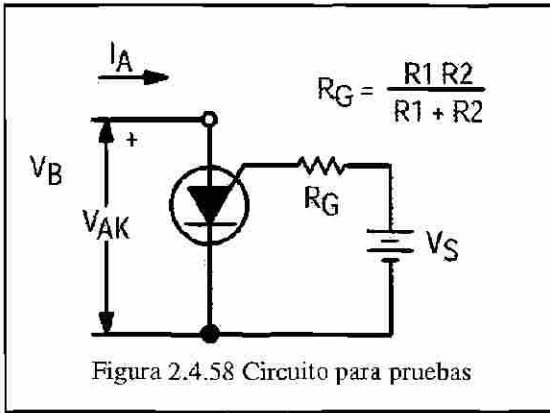 I_A
R_G = R1 R2 / R1 + R2
+
V_B
V_AK
R_G
V_S
Figura 2.4.58 Circuito para pruebas